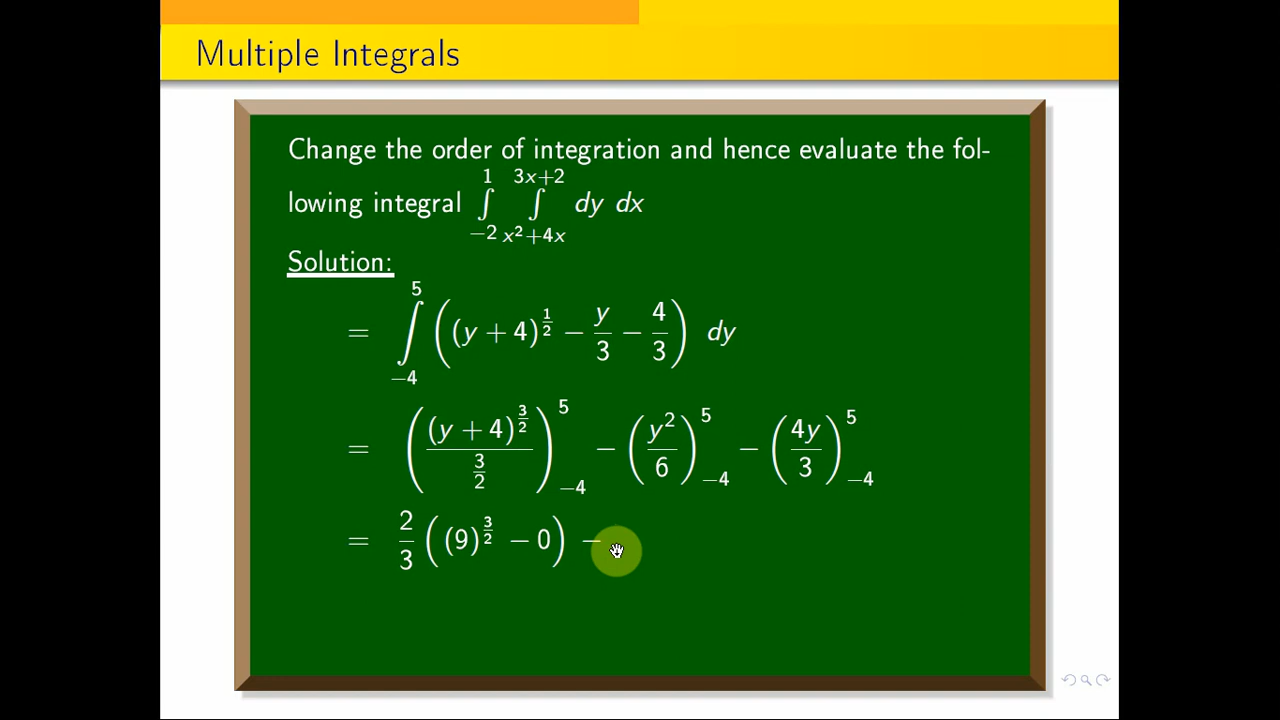 Multiple Integrals
Change the order of integration and hence evaluate the fol-
lowing integral ∫_{−2}^{1} ∫_{x²+4x}^{3x+2} dy dx
Solution:
= ∫_{−4}^{5} ((y + 4)^{1/2} − y/3 − 4/3) dy
= ((y + 4)^{3/2} / (3/2))_{−4}^{5} − (y²/6)_{−4}^{5} − (4y/3)_{−4}^{5}
= 2/3 ((9)^{3/2} − 0) −